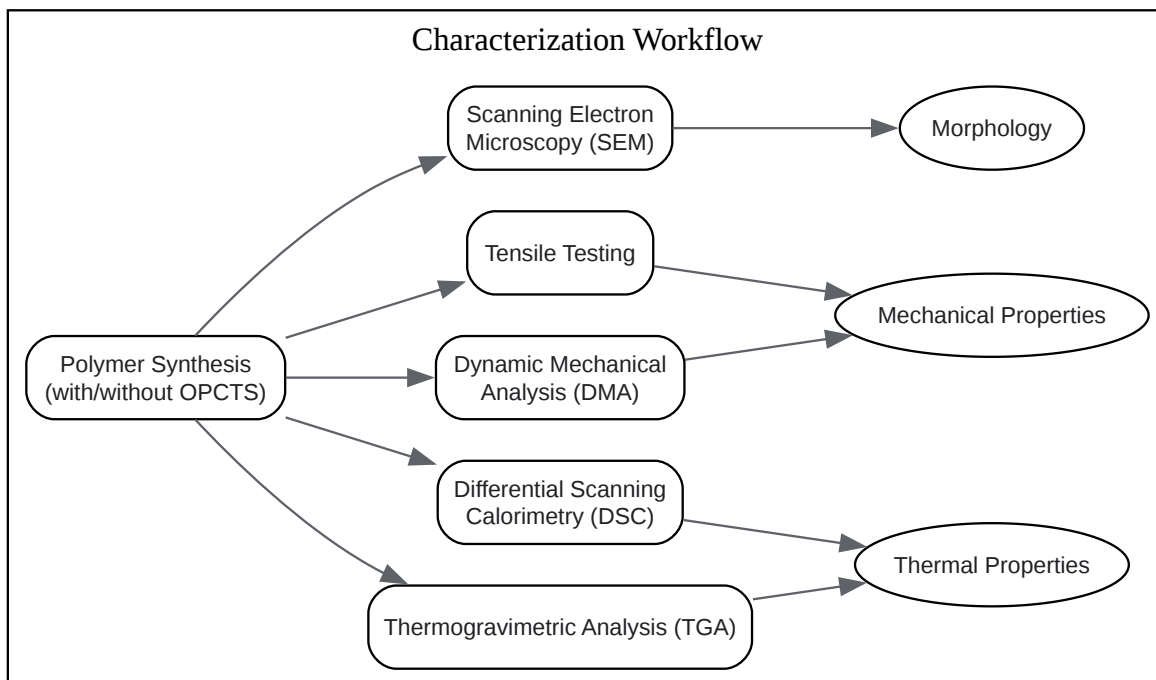 Characterization Workflow
Scanning Electron
Microscopy (SEM)
Morphology
Tensile Testing
Mechanical Properties
Polymer Synthesis
(with/without OPCTS)
Dynamic Mechanical
Analysis (DMA)
Differential Scanning
Calorimetry (DSC)
Thermal Properties
Thermogravimetric Analysis (TGA)